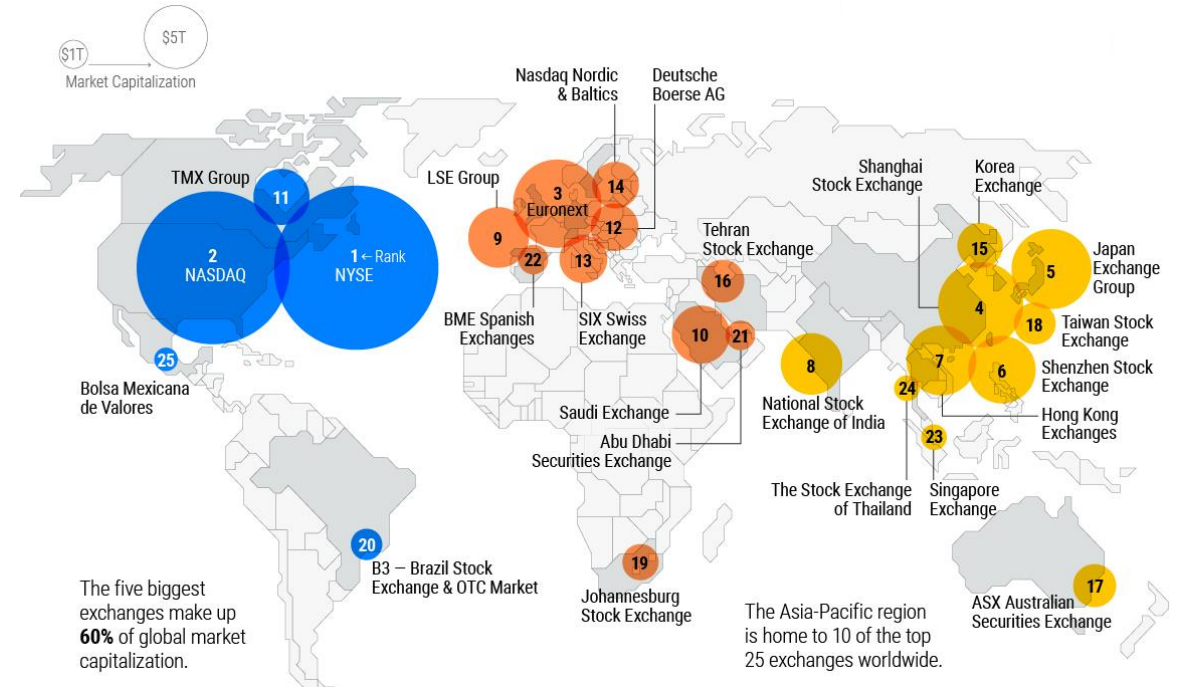 $1T
$5T
Market Capitalization
Nasdaq Nordic
& Baltics
Deutsche
Boerse AG
TMX Group
11
LSE Group
3
Euronext
14
9
12
22
13
2
NASDAQ
1 ← Rank
NYSE
Shanghai
Stock Exchange
Korea
Exchange
Tehran
Stock Exchange
16
15
5
Japan
Exchange
Group
4
18
Taiwan Stock
Exchange
BME Spanish
Exchanges
SIX Swiss
Exchange
10
21
8
7
6
Shenzhen Stock
Exchange
25
Bolsa Mexicana
de Valores
24
National Stock
Exchange of India
Saudi Exchange
Hong Kong
Exchanges
Abu Dhabi
Securities Exchange
23
The Stock Exchange
of Thailand
Singapore
Exchange
20
B3 – Brazil Stock
Exchange & OTC Market
19
Johannesburg
Stock Exchange
17
ASX Australian
Securities Exchange
The five biggest
exchanges make up
60% of global market
capitalization.
The Asia-Pacific region
is home to 10 of the top
25 exchanges worldwide.